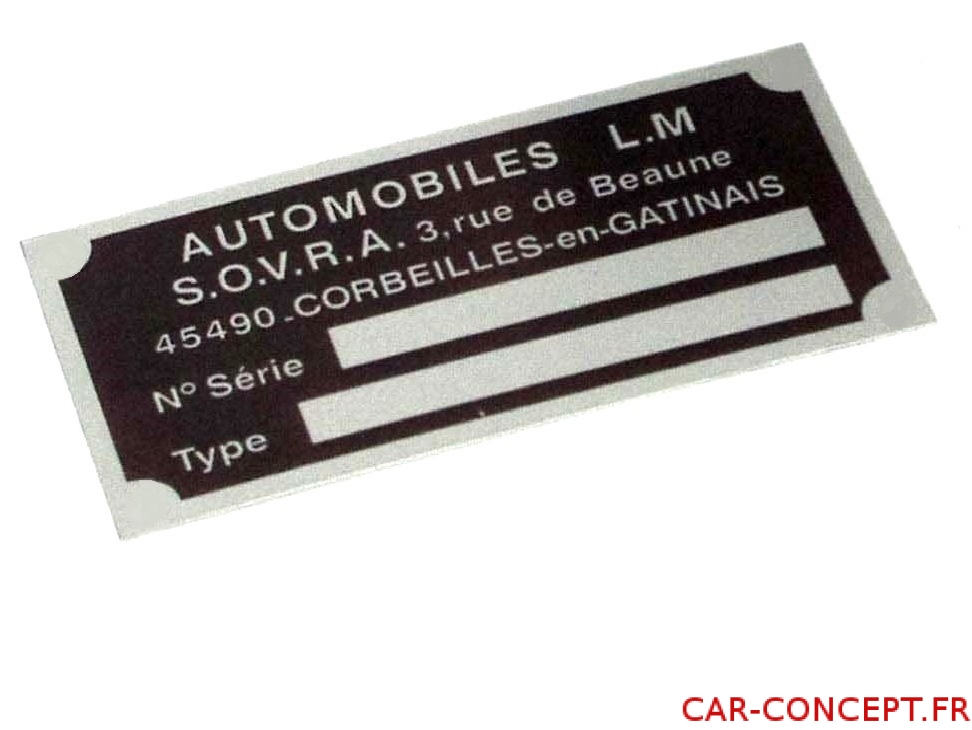 AUTOMOBILES L.M
S.O.V.R.A. 3, rue de Beaune
45490-CORBEILLES-en-GATINAIS
N° Série
Type
CAR-CONCEPT.FR